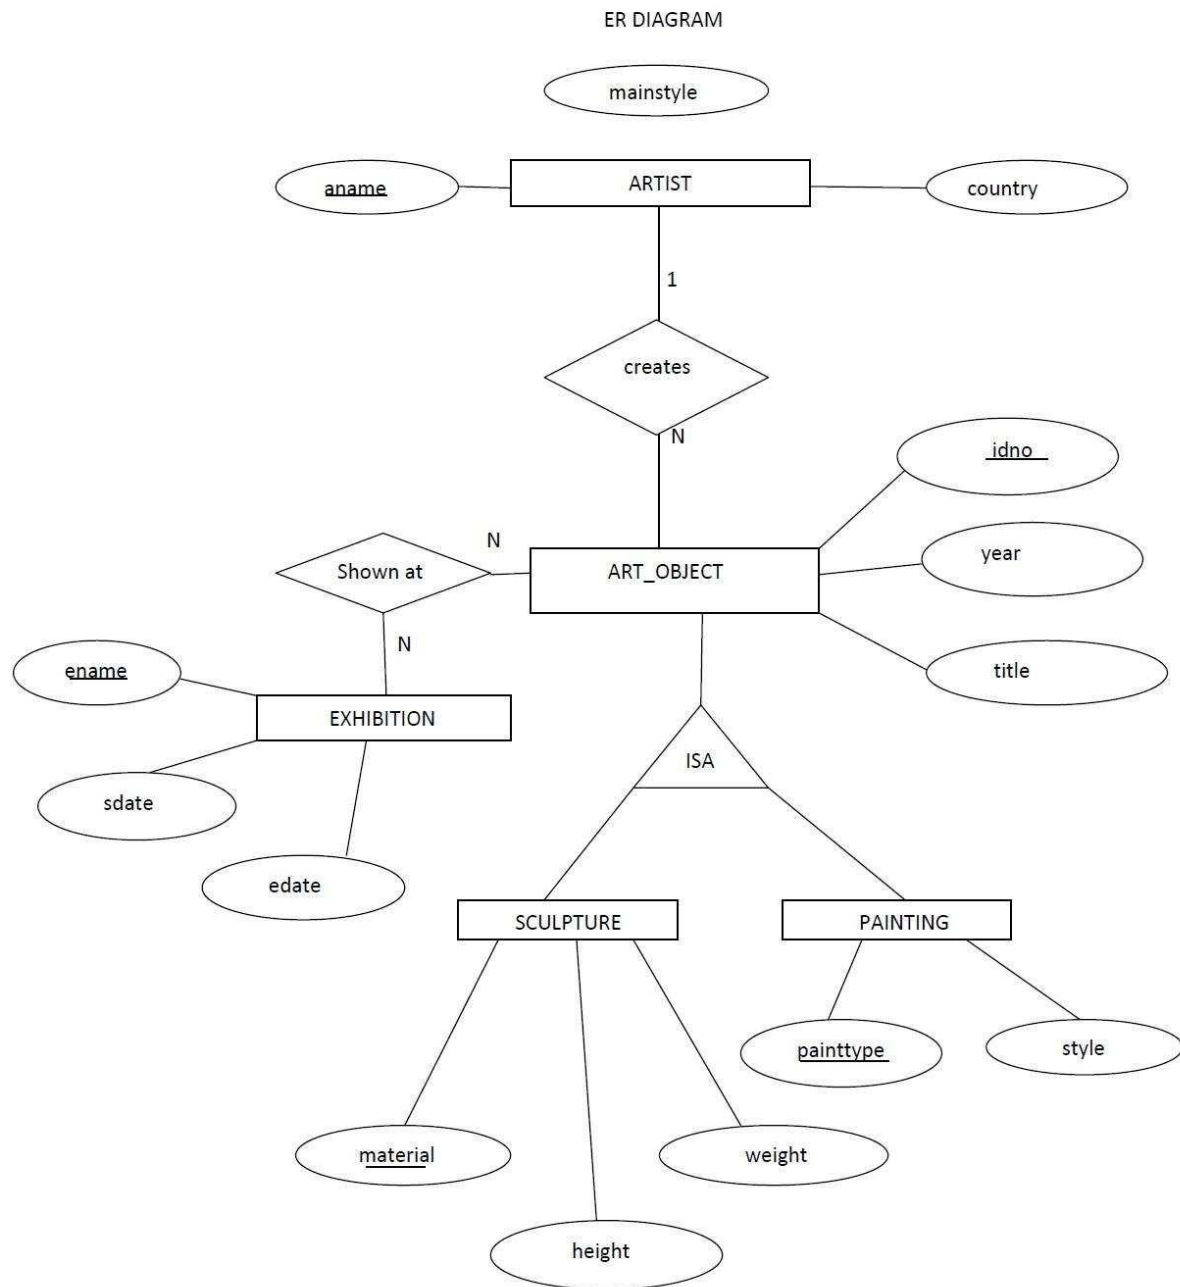 ER DIAGRAM
mainstyle
aname
ARTIST
country
1
creates
N
idno
N
Shown at
ART_OBJECT
year
N
ename
title
EXHIBITION
ISA
sdate
edate
SCULPTURE
PAINTING
painttype
style
material
weight
height